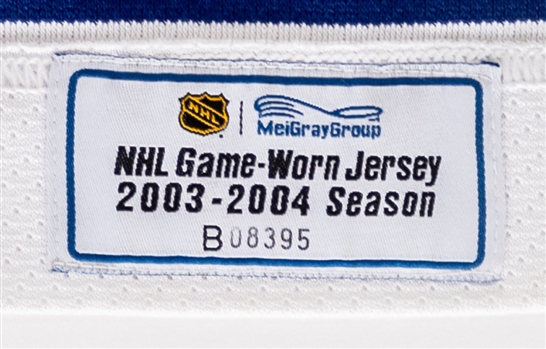 NHL | MeiGrayGroup
NHL Game-Worn Jersey
2003-2004 Season
B08395